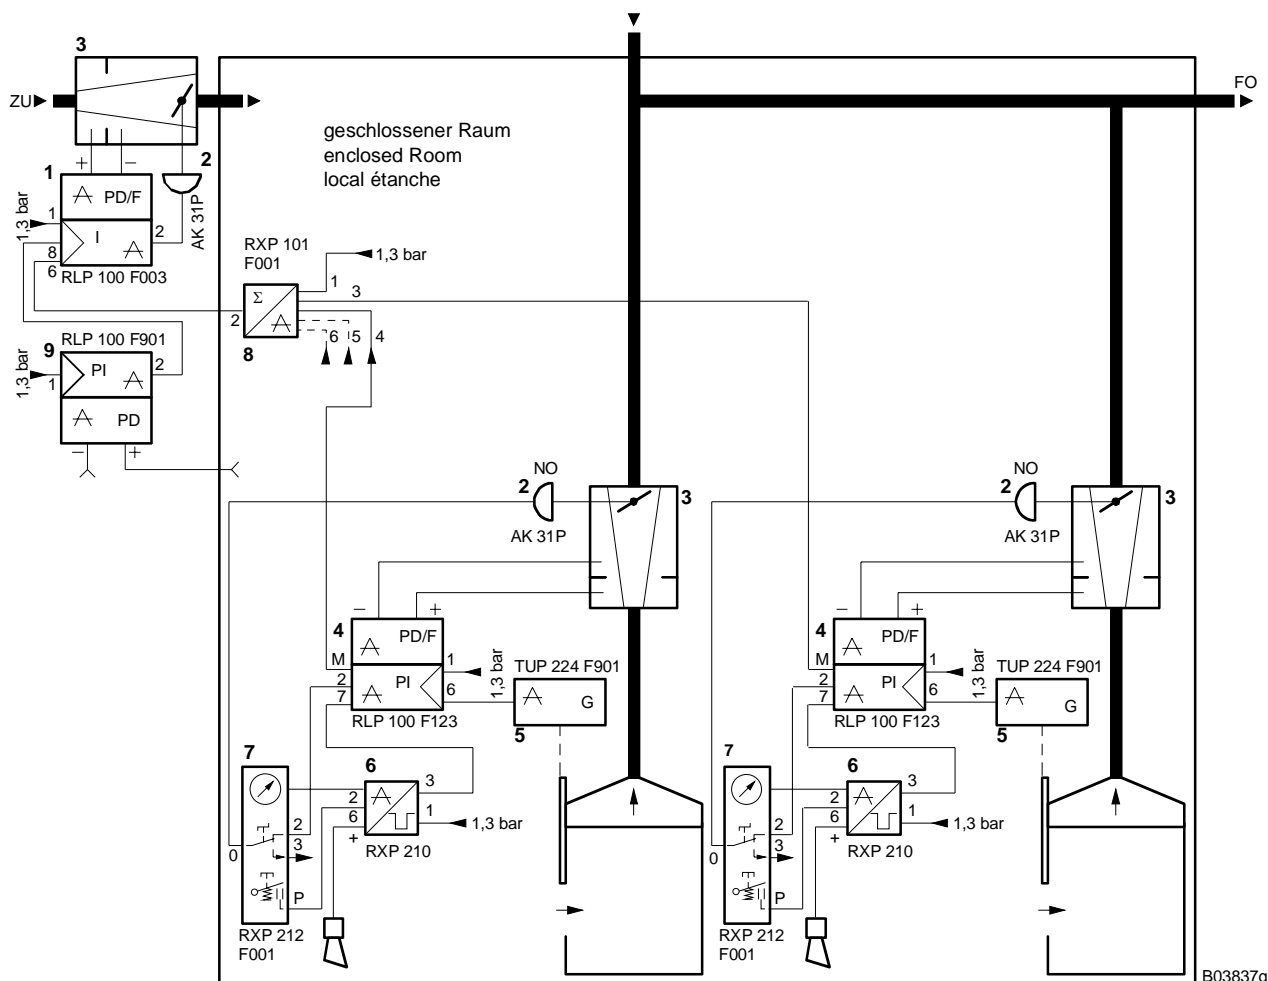 3
ZU
FO
geschlossener Raum
enclosed Room
local étanche
+
–
2
1
PD/F
AK 31P
1,3 bar
1
I
2
8
6
RLP 100 F003
RXP 101
F001
1,3 bar
1
Σ
3
2
6
5
4
8
RLP 100 F901
9
PI
2
1,3 bar
1
PD
–
+
NO
2
3
AK 31P
NO
2
3
AK 31P
–
+
4
PD/F
M
1
1,3 bar
PI
2
7
6
RLP 100 F123
TUP 224 F901
G
5
–
+
4
PD/F
M
1
1,3 bar
PI
2
7
6
RLP 100 F123
TUP 224 F901
G
5
7
6
3
2
6
1
1,3 bar
+
RXP 210
2
3
0
P
RXP 212
F001
7
6
3
2
6
1
1,3 bar
+
RXP 210
2
3
0
P
RXP 212
F001
B03837g